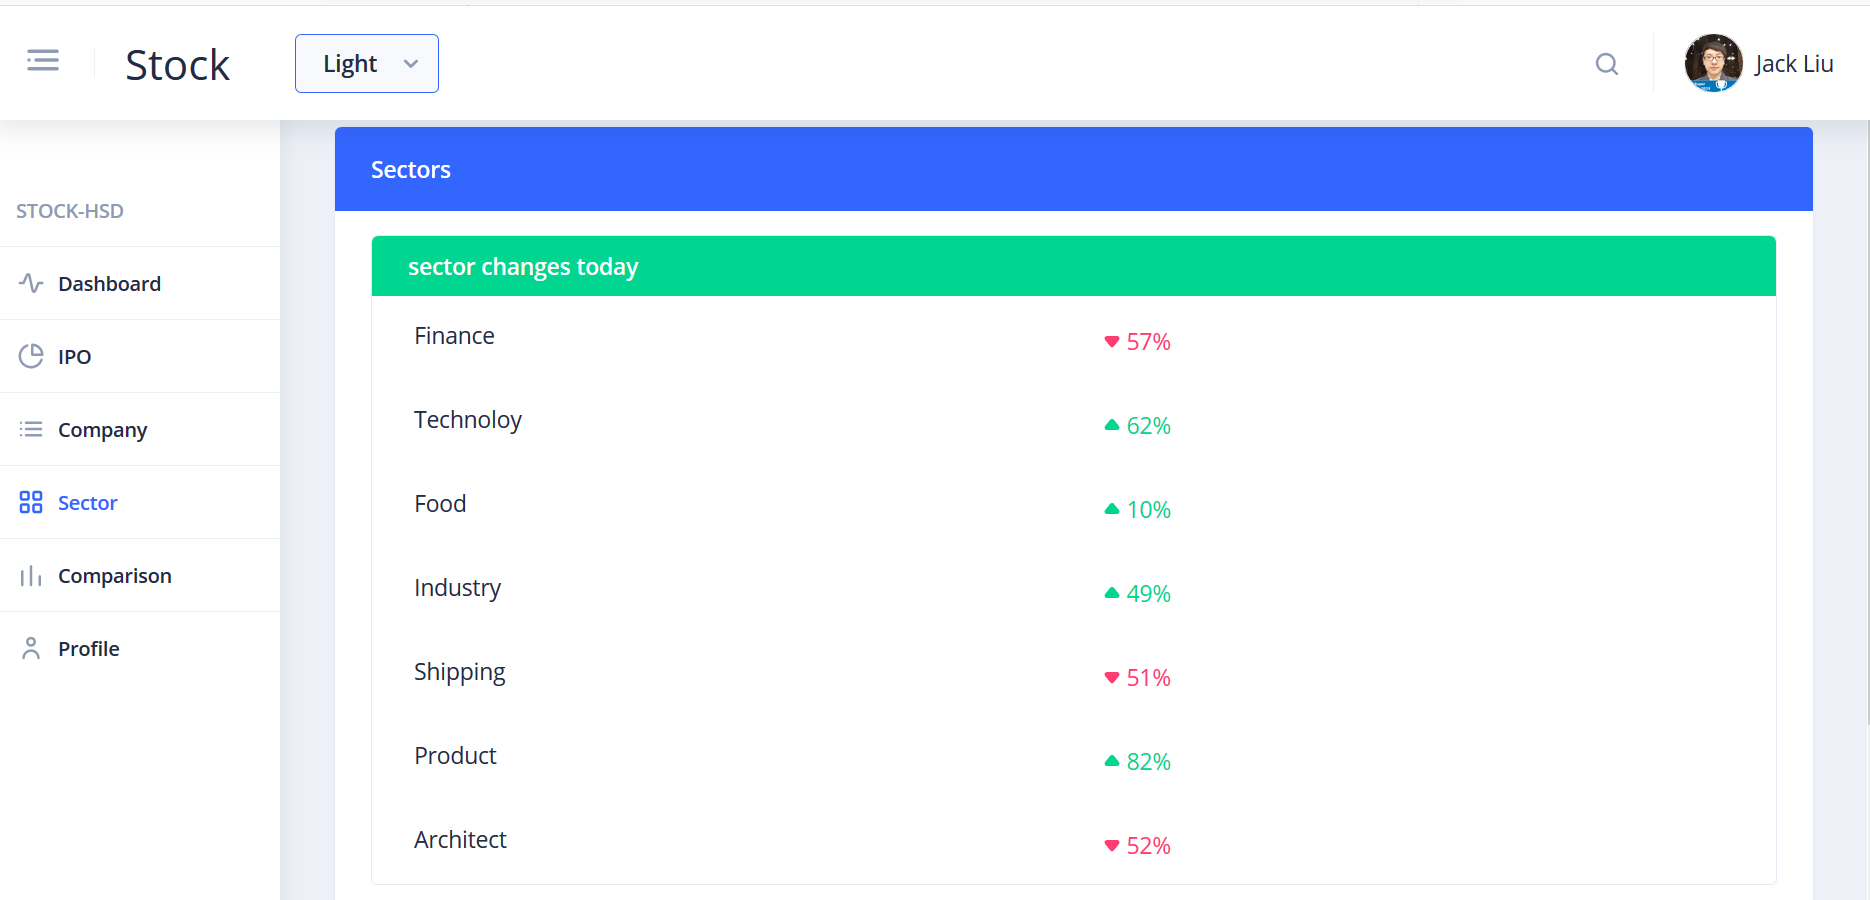 Stock
Light
Jack Liu
STOCK-HSD
Dashboard
IPO
Company
Sector
Comparison
Profile
Sectors
sector changes today
Finance 57%
Technoloy 62%
Food 10%
Industry 49%
Shipping 51%
Product 82%
Architect 52%